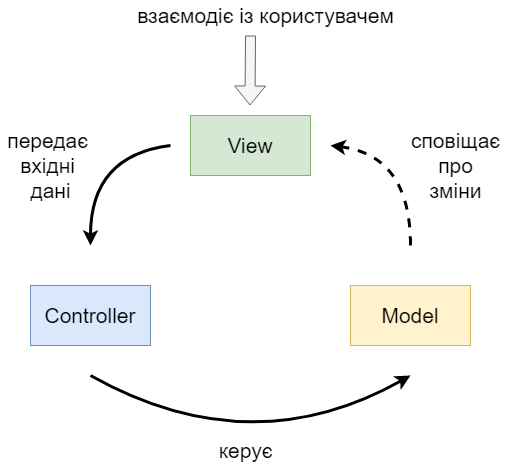 взаємодіє із користувачем
View
передає
вхідні
дані
сповіщає
про
зміни
Controller
Model
керує